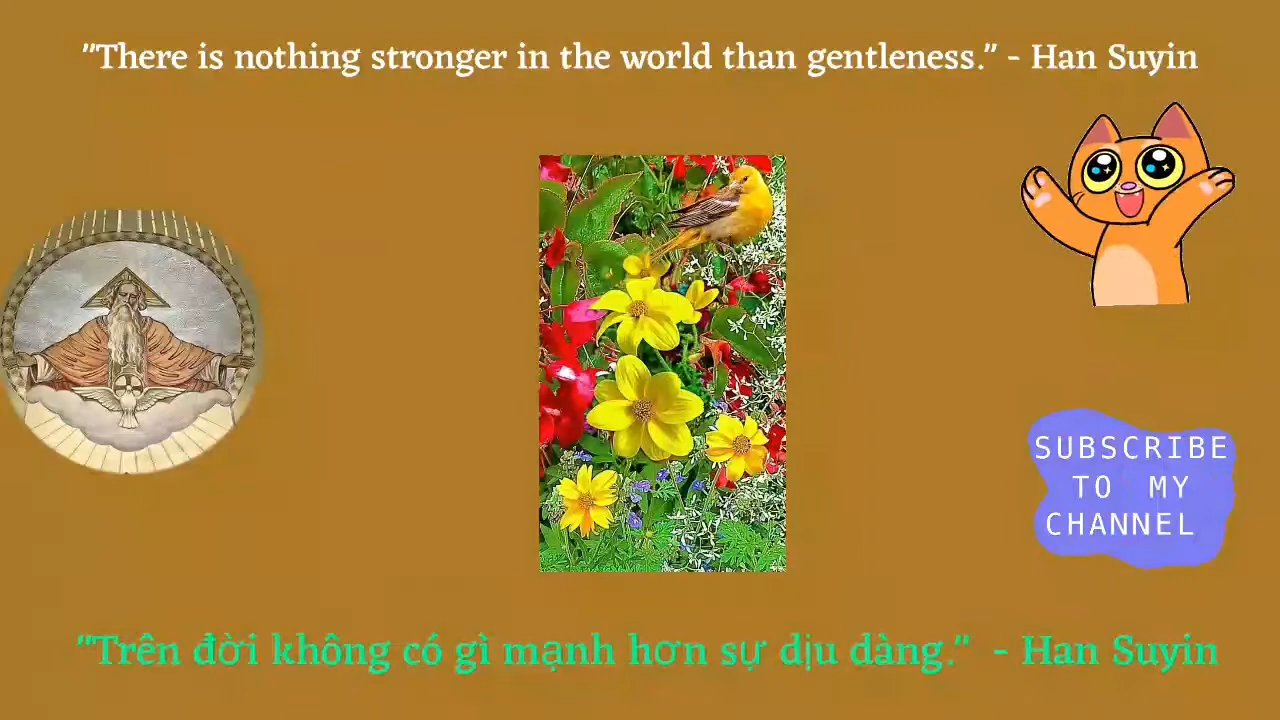 "There is nothing stronger in the world than gentleness." - Han Suyin
SUBSCRIBE
TO MY
CHANNEL
"Trên đời không có gì mạnh hơn sự dịu dàng." - Han Suyin